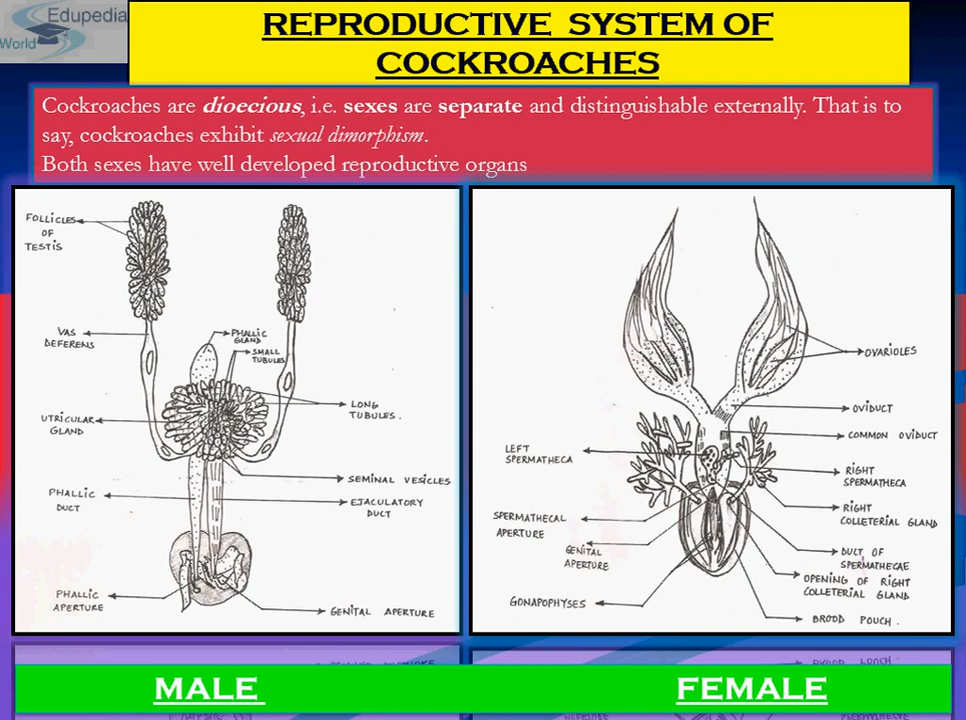 Edupedia
World
REPRODUCTIVE SYSTEM OF
COCKROACHES
Cockroaches are dioecious, i.e. sexes are separate and distinguishable externally. That is to
say, cockroaches exhibit sexual dimorphism.
Both sexes have well developed reproductive organs
FOLLICLES
OF
TESTIS
VAS
DEFERENS
PHALLIC
GLAND
SMALL
TUBULES
LONG
TUBULES.
UTRICULAR
GLAND
SEMINAL VESICLES
PHALLIC
DUCT
EJACULATORY
DUCT
PHALLIC
APERTURE
GENITAL APERTURE
OVARIOLES
OVIDUCT
COMMON OVIDUCT
LEFT
SPERMATHECA
RIGHT
SPERMATHECA
RIGHT
COLLETERIAL GLAND
SPERMATHECAL
APERTURE
GENITAL
APERTURE
DUCT OF
SPERMATHECAE
OPENING OF RIGHT
COLLETERIAL GLAND
GONAPOPHYSES
BROOD POUCH.
MALE
FEMALE